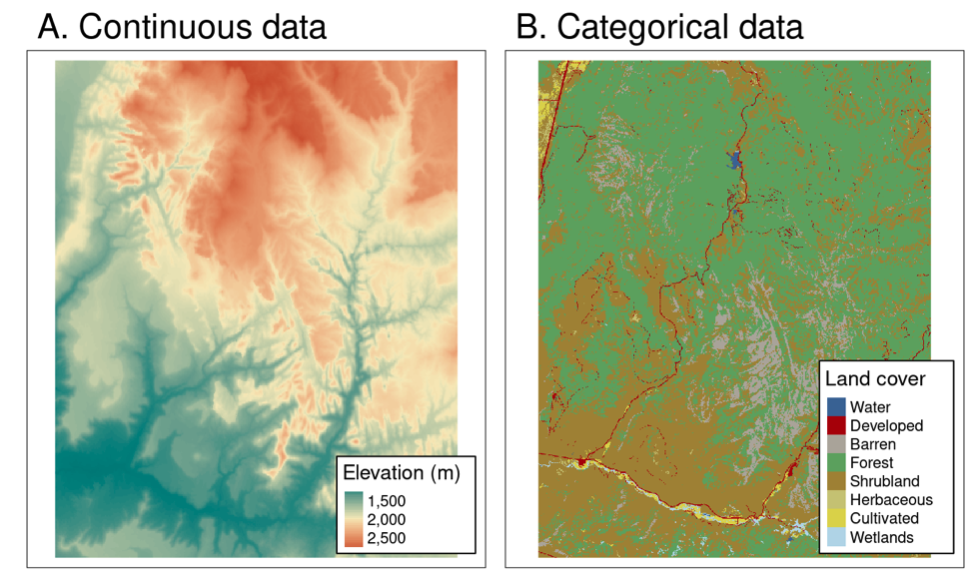 A. Continuous data
B. Categorical data
Elevation (m)
1,500
2,000
2,500
Land cover
Water
Developed
Barren
Forest
Shrubland
Herbaceous
Cultivated
Wetlands